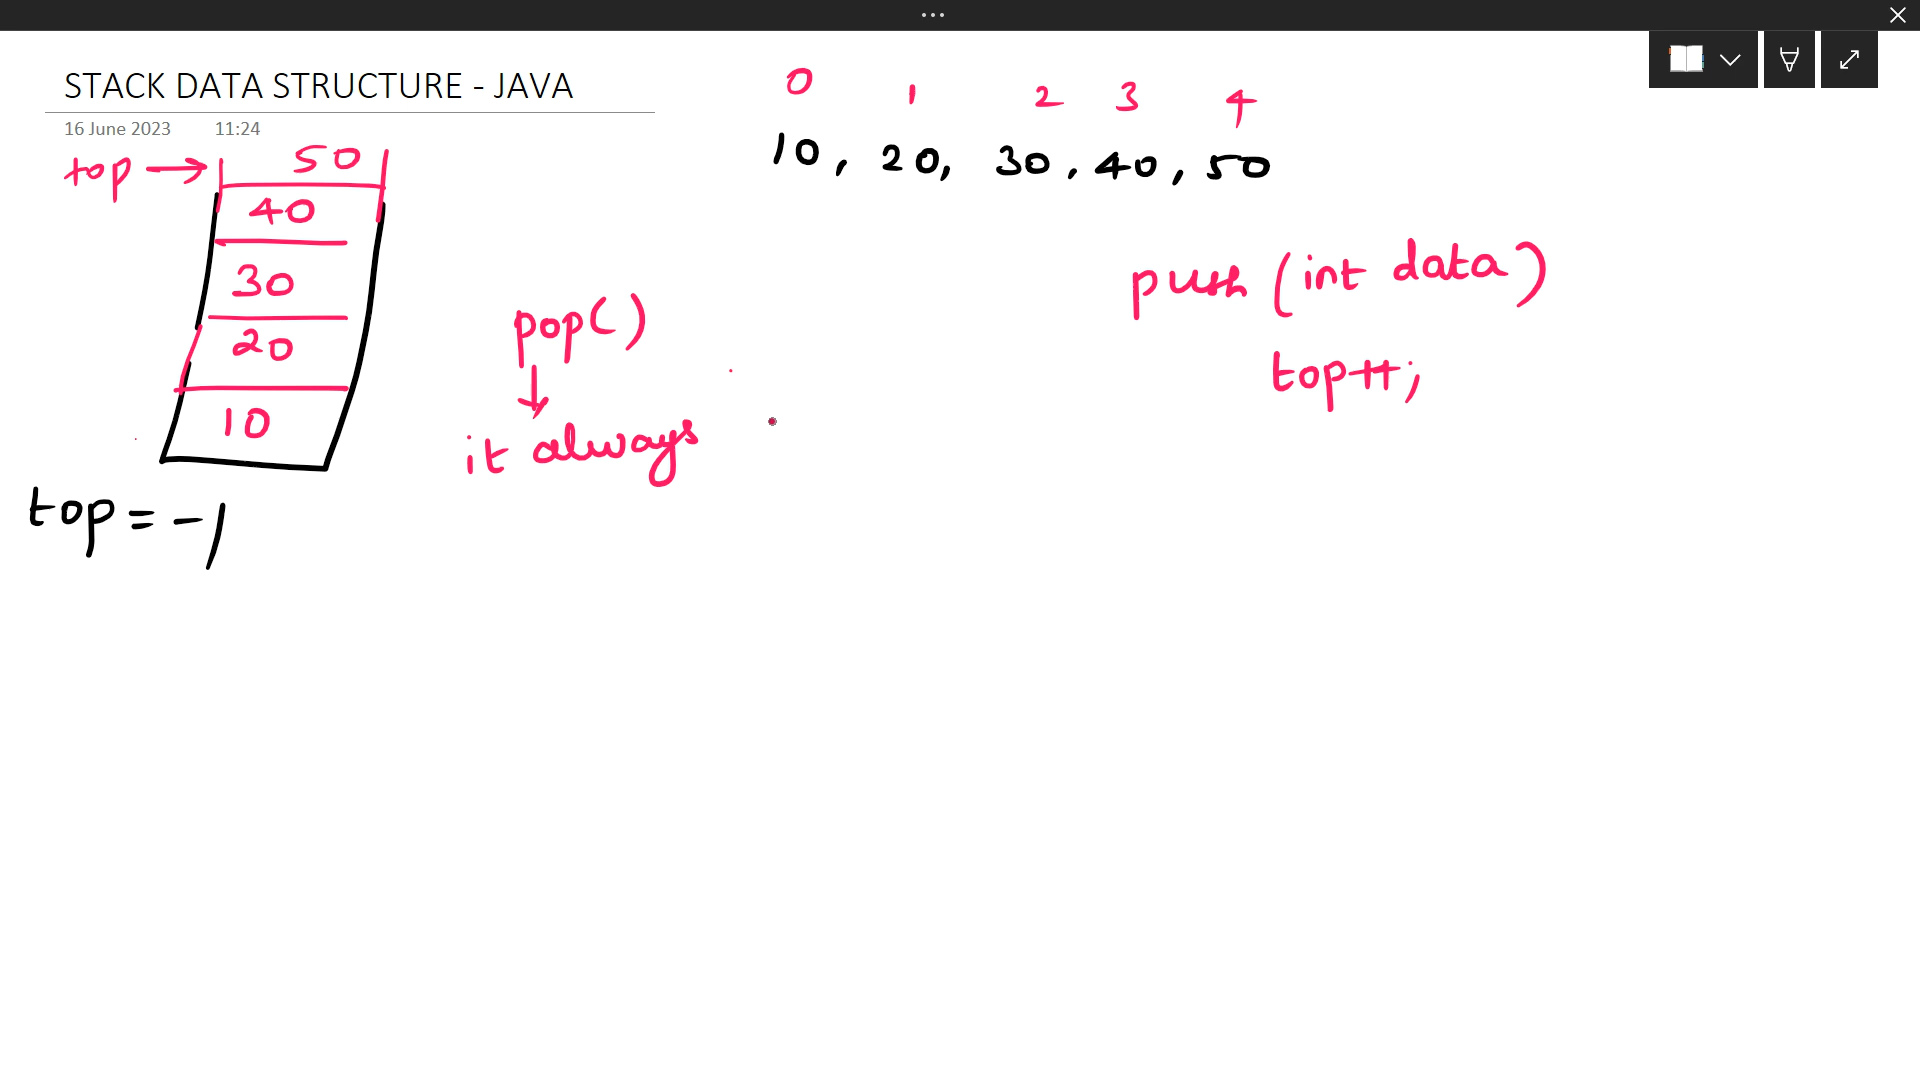 STACK DATA STRUCTURE - JAVA
16 June 2023 11:24
0 1 2 3 4
10, 20, 30, 40, 50
top → 50
40
30
20
10
top = -1
pop()
↓
it always
push (int data)
top++;